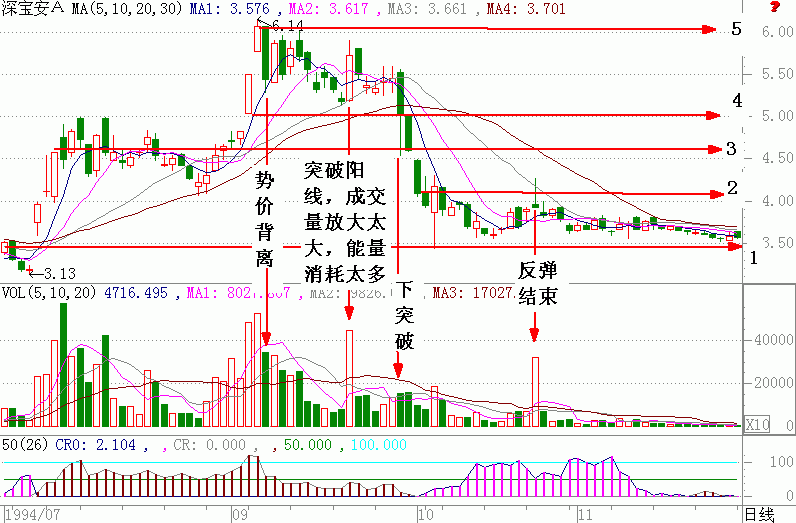 深宝安A MA(5,10,20,30) MA1: 3.576 , MA2: 3.617 , MA3: 3.661 , MA4: 3.701 ?
6.14
6.00
5
5.50
4
5.00
3
4.50
2
4.00
1
3.50
3.13
势价背离
突破阳
线，成交
量放大太
大，能量
消耗太多
下突破
反弹
结束
VOL(5,10,20) 4716.495 , MA1: MA2: MA3: 17027.
40000
20000
X10 0
50(26) CR0: 2.104 , , CR: 0.000 , , 50.000 , 100.000
100
0
1994/07 09 10 11 日线